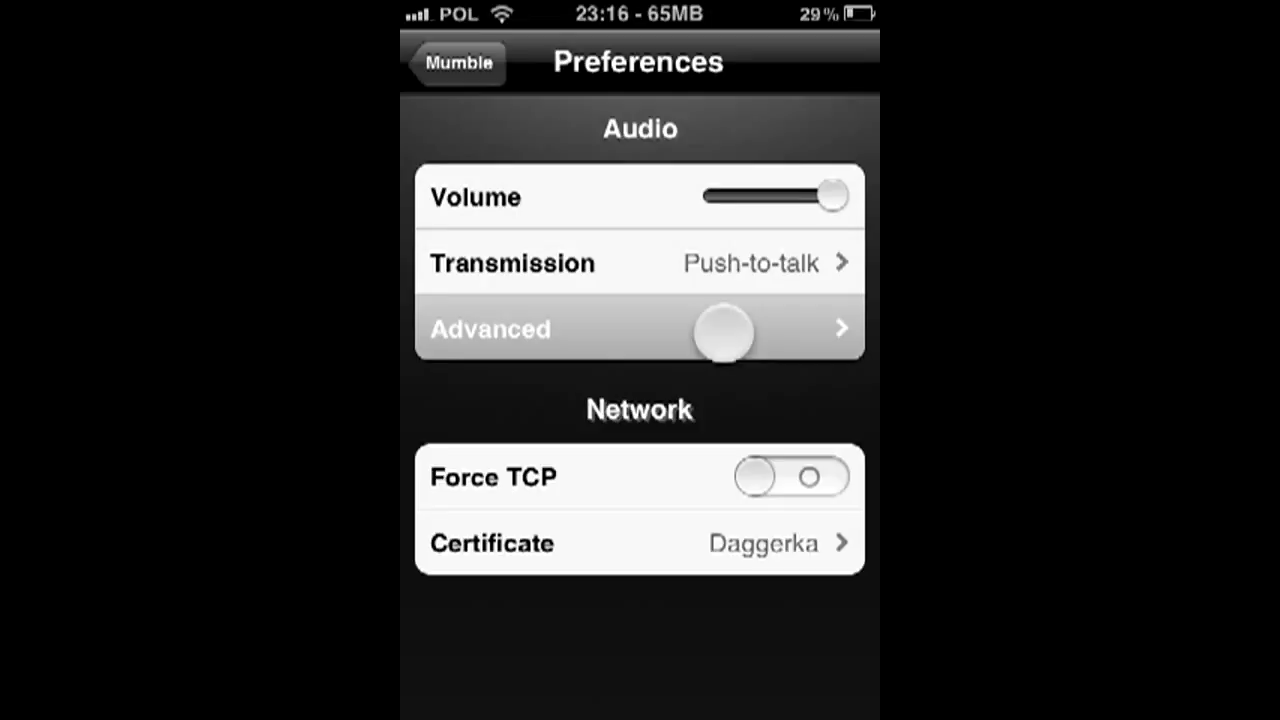 POL 23:16 - 65MB 29%
Mumble Preferences
Audio
Volume
Transmission Push-to-talk
Advanced
Network
Force TCP
Certificate Daggerka